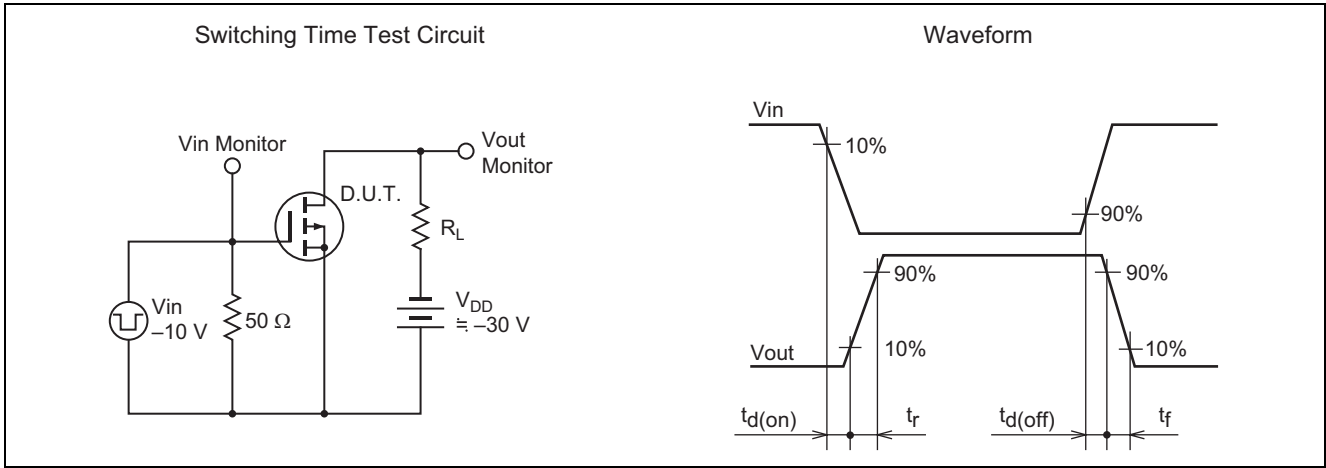 Switching Time Test Circuit
Vin Monitor
D.U.T.
Vout
Monitor
RL
Vin
–10 V
50 Ω
VDD
≒ –30 V
Waveform
Vin
10%
90%
90%
90%
Vout
10%
10%
td(on)
tr
td(off)
tf